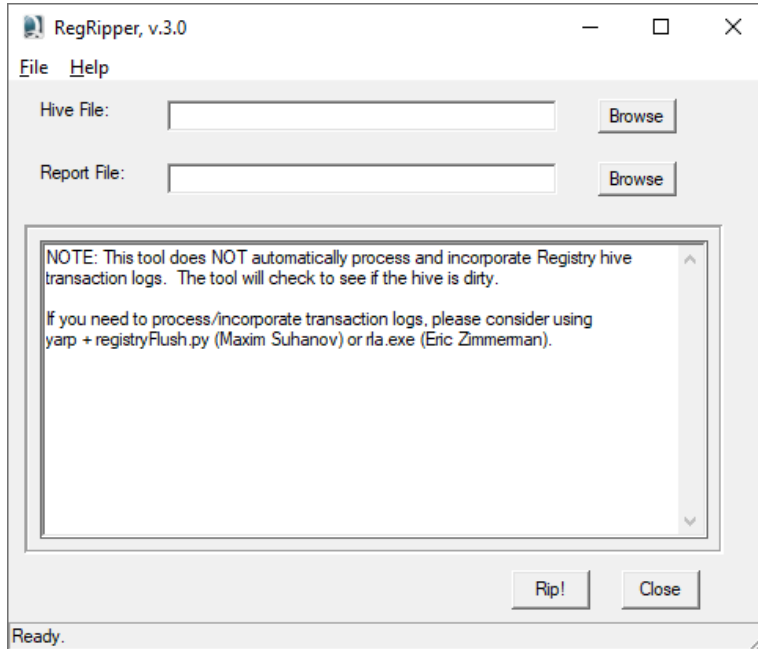 RegRipper, v.3.0
File Help
Hive File:
Browse
Report File:
Browse
NOTE: This tool does NOT automatically process and incorporate Registry hive
transaction logs.  The tool will check to see if the hive is dirty.
If you need to process/incorporate transaction logs, please consider using
yarp + registryFlush.py (Maxim Suhanov) or rla.exe (Eric Zimmerman).
Rip! Close
Ready.